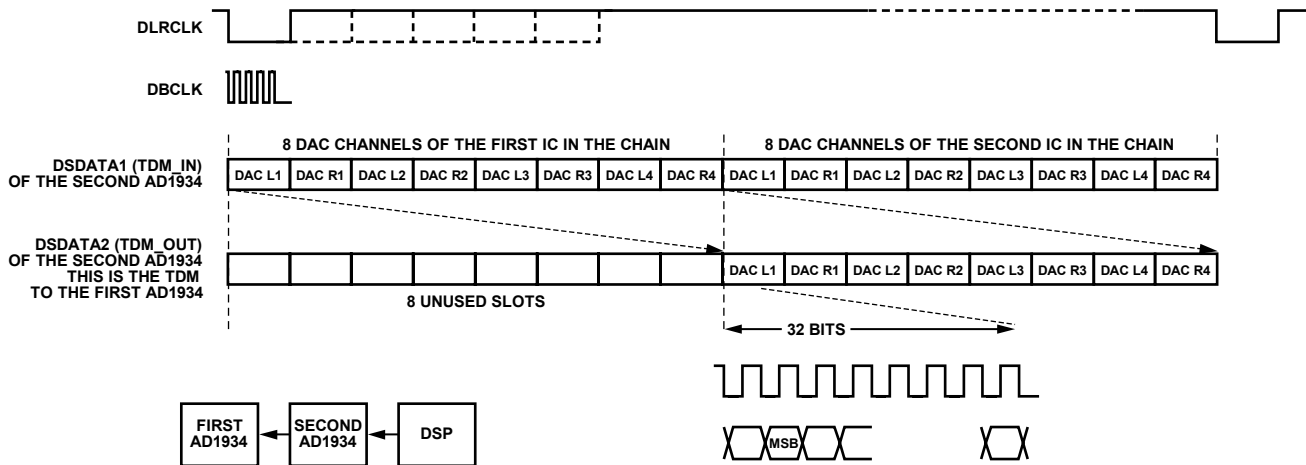 DLRCLK
DBCLK
8 DAC CHANNELS OF THE FIRST IC IN THE CHAIN
8 DAC CHANNELS OF THE SECOND IC IN THE CHAIN
DSDATA1 (TDM_IN)
OF THE SECOND AD1934
DAC L1 DAC R1 DAC L2 DAC R2 DAC L3 DAC R3 DAC L4 DAC R4 DAC L1 DAC R1 DAC L2 DAC R2 DAC L3 DAC R3 DAC L4 DAC R4
DSDATA2 (TDM_OUT)
OF THE SECOND AD1934
THIS IS THE TDM
TO THE FIRST AD1934
DAC L1 DAC R1 DAC L2 DAC R2 DAC L3 DAC R3 DAC L4 DAC R4
8 UNUSED SLOTS
32 BITS
FIRST
AD1934
SECOND
AD1934
DSP
MSB